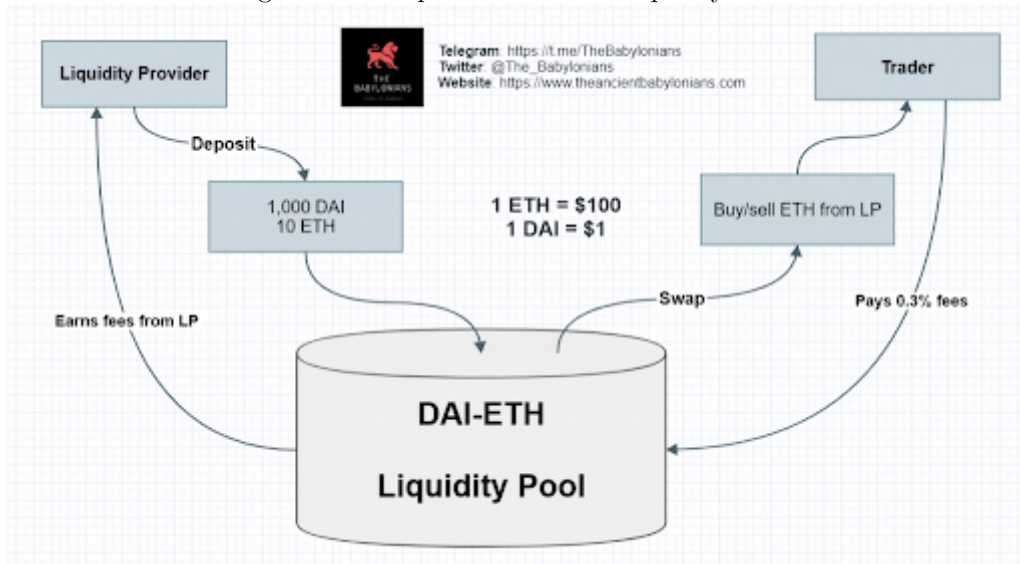 Liquidity Provider
THE
BABYLONIANS
Telegram: https://t.me/TheBabylonians
Twitter: @The_Babylonians
Website: https://www.theancientbabylonians.com
Trader
Deposit
1,000 DAI
10 ETH
1 ETH = $100
1 DAI = $1
Buy/sell ETH from LP
Swap
Pays 0.3% fees
Earns fees from LP
DAI-ETH
Liquidity Pool